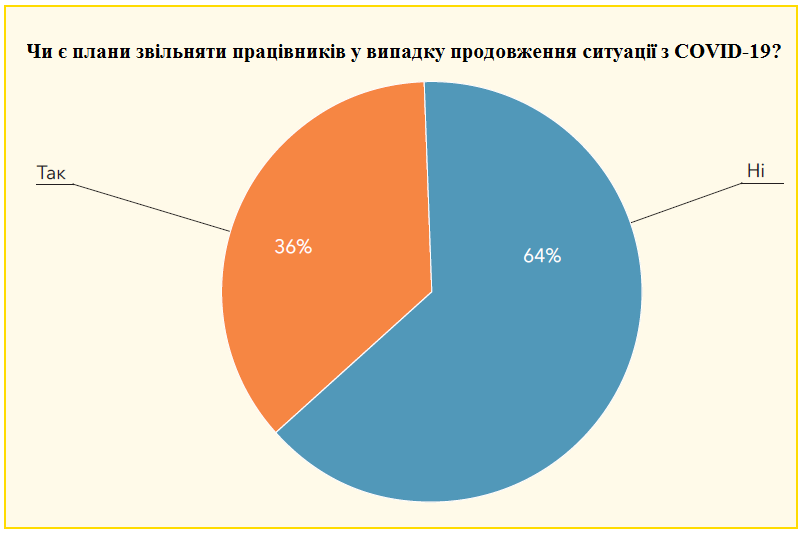 Чи є плани звільняти працівників у випадку продовження ситуації з COVID-19?
Так
Ні
36%
64%